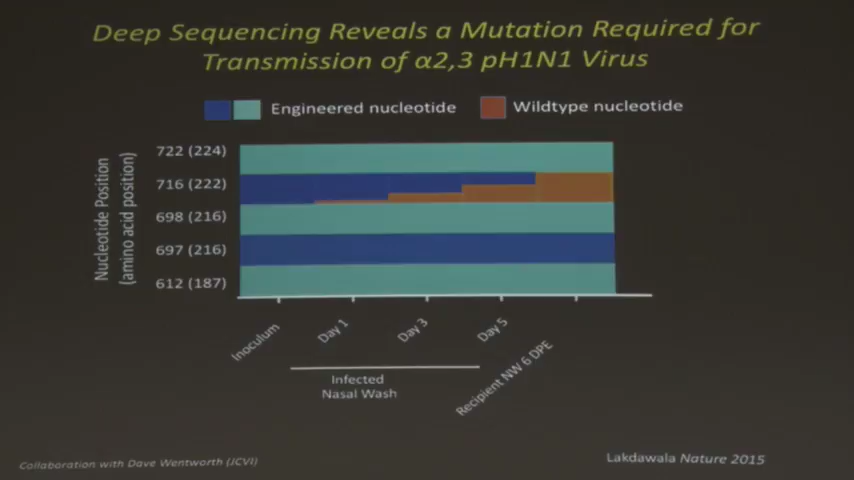 Deep Sequencing Reveals a Mutation Required for
Transmission of α2,3 pH1N1 Virus
Engineered nucleotide
Wildtype nucleotide
Nucleotide Position
(amino acid position)
722 (224)
716 (222)
698 (216)
697 (216)
612 (187)
Inoculum
Day 1
Day 3
Day 5
Recipient NW 6 DPE
Infected
Nasal Wash
Collaboration with Dave Wentworth (JCVI)
Lakdawala Nature 2015